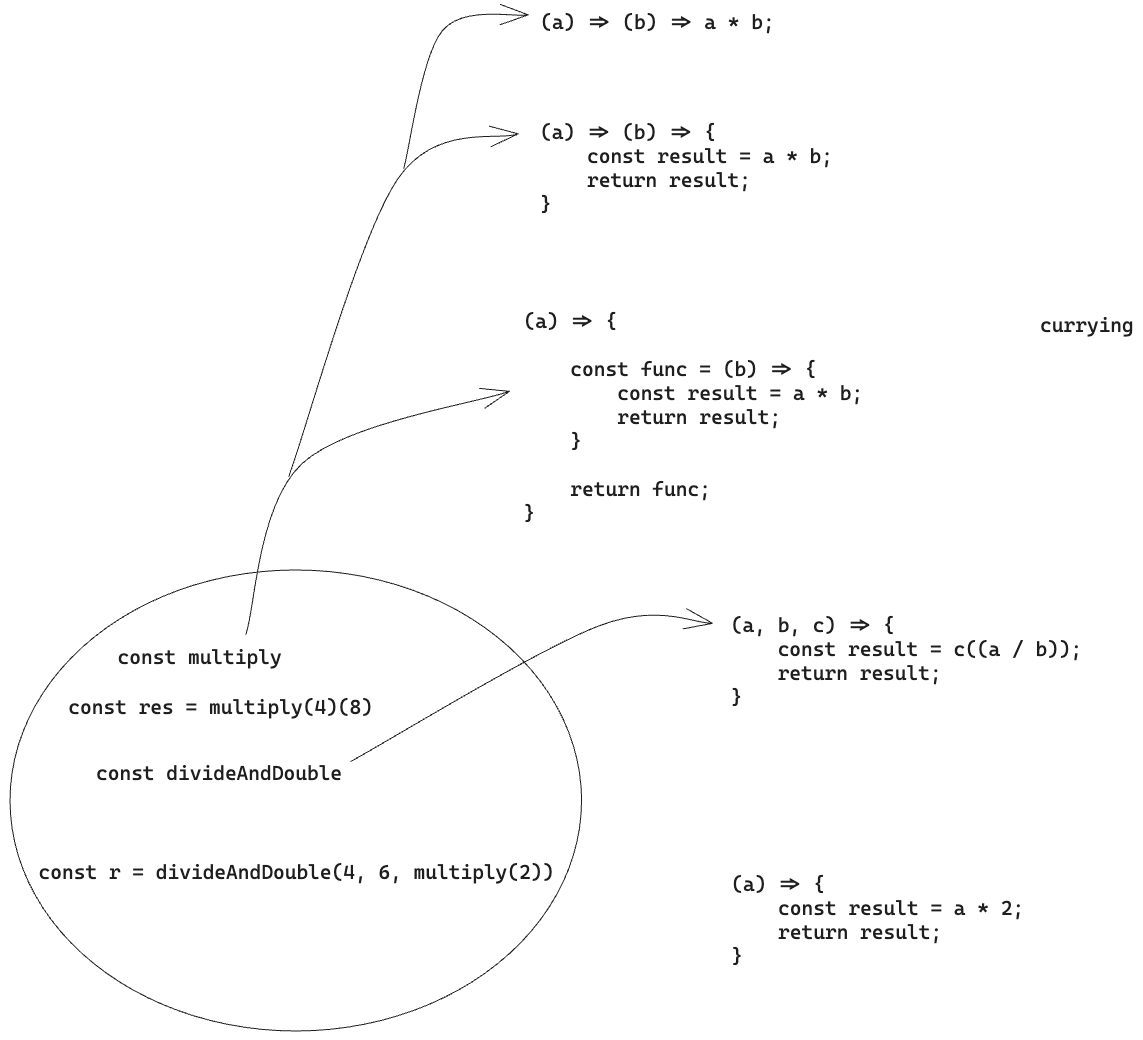 (a) => (b) => a * b;
(a) => (b) => {
    const result = a * b;
    return result;
}
(a) => {
    const func = (b) => {
        const result = a * b;
        return result;
    }
    return func;
}
currying
const multiply
const res = multiply(4)(8)
const divideAndDouble
const r = divideAndDouble(4, 6, multiply(2))
(a, b, c) => {
    const result = c((a / b));
    return result;
}
(a) => {
    const result = a * 2;
    return result;
}